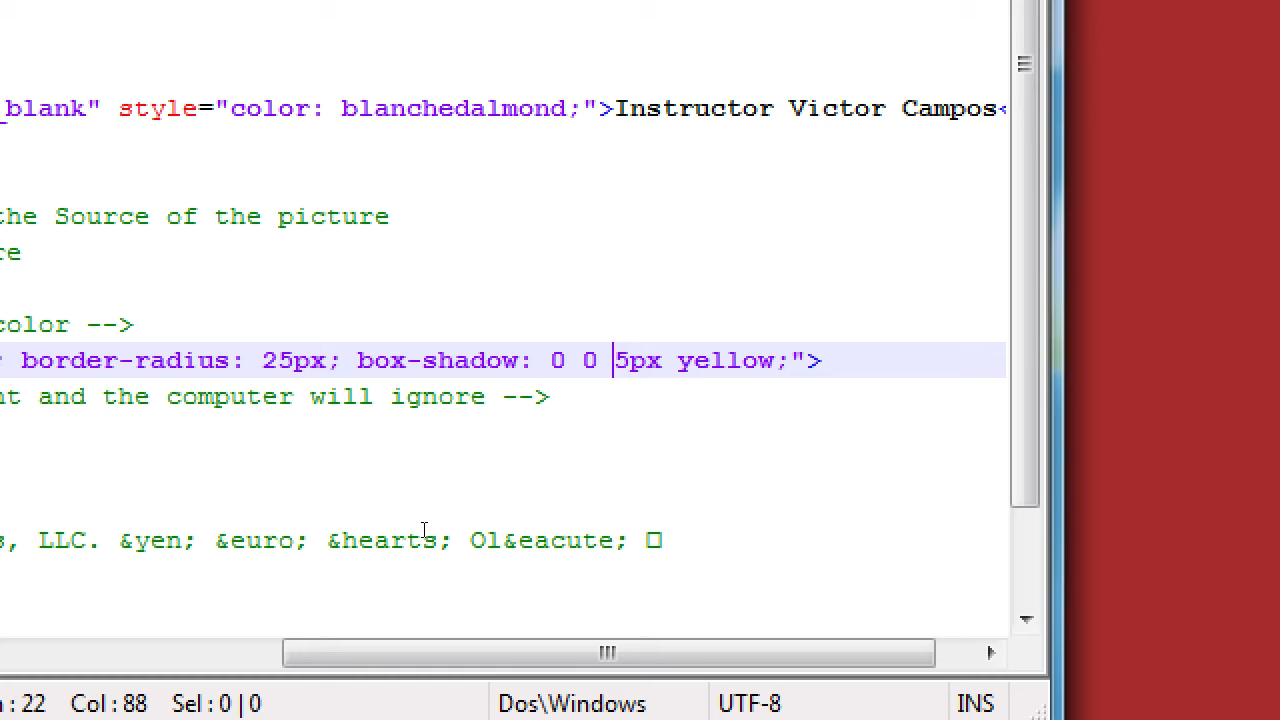 _blank" style="color: blanchedalmond;">Instructor Victor Campos<
the Source of the picture
re
color -->
; border-radius: 25px; box-shadow: 0 0 5px yellow;">
nt and the computer will ignore -->
s, LLC. &yen; &euro; &hearts; Ol&eacute; □
: 22 Col : 88 Sel : 0 | 0 Dos\Windows UTF-8 INS